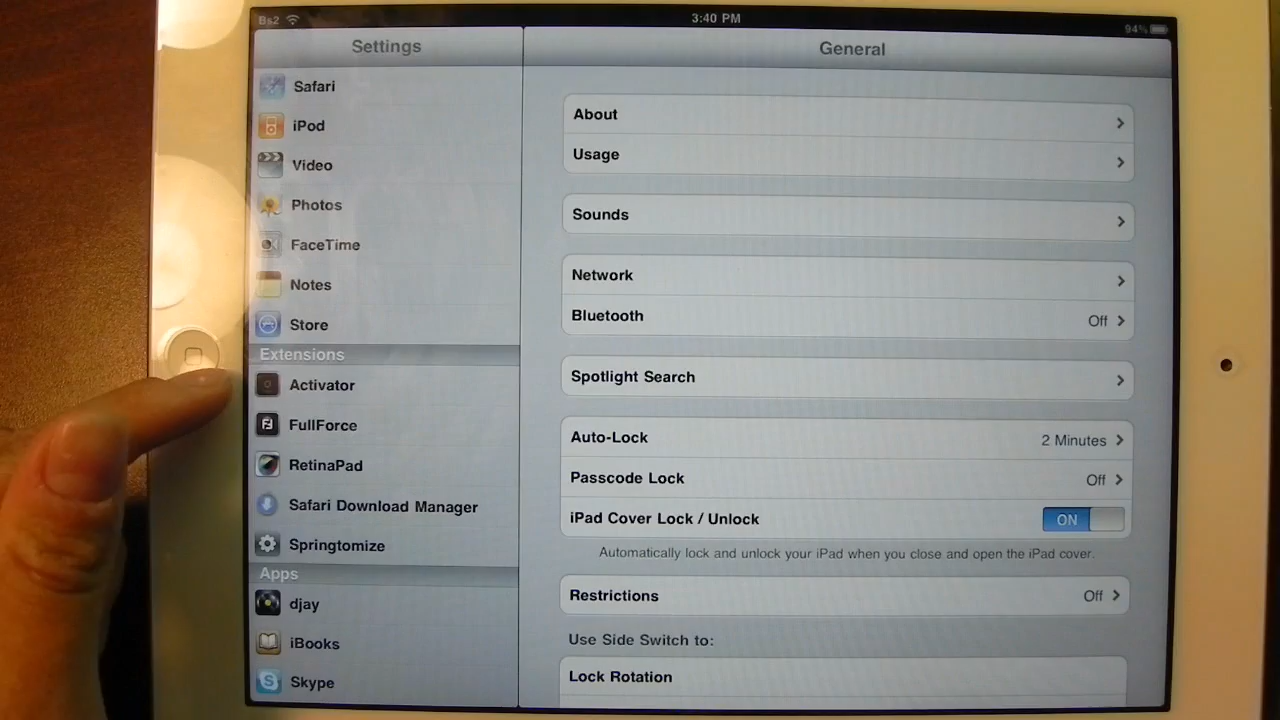 Bs2
3:40 PM
94%
Settings
Safari
iPod
Video
Photos
FaceTime
Notes
Store
Extensions
Activator
FullForce
RetinaPad
Safari Download Manager
Springtomize
Apps
djay
iBooks
Skype
General
About
Usage
Sounds
Network
Bluetooth Off
Spotlight Search
Auto-Lock 2 Minutes
Passcode Lock Off
iPad Cover Lock / Unlock ON
Automatically lock and unlock your iPad when you close and open the iPad cover.
Restrictions Off
Use Side Switch to:
Lock Rotation